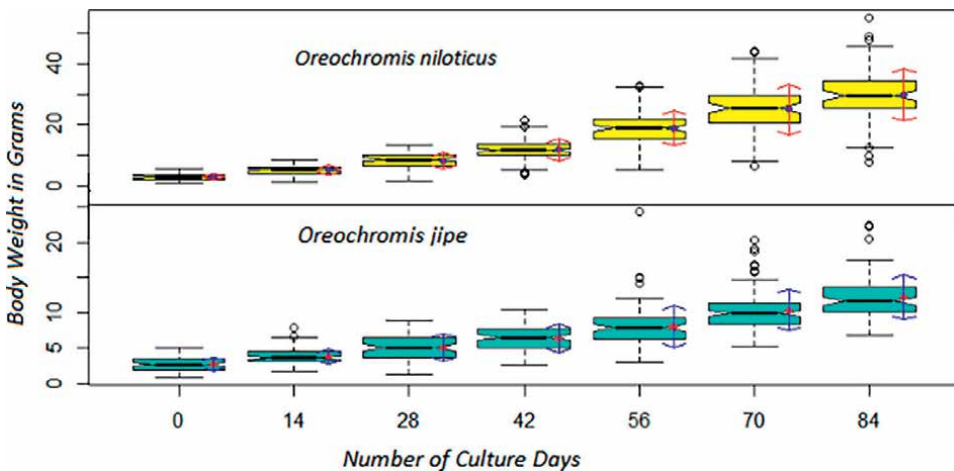 Oreochromis niloticus
40
20
0
Body Weight in Grams
Oreochromis jipe
20
10
5
0
0 14 28 42 56 70 84
Number of Culture Days